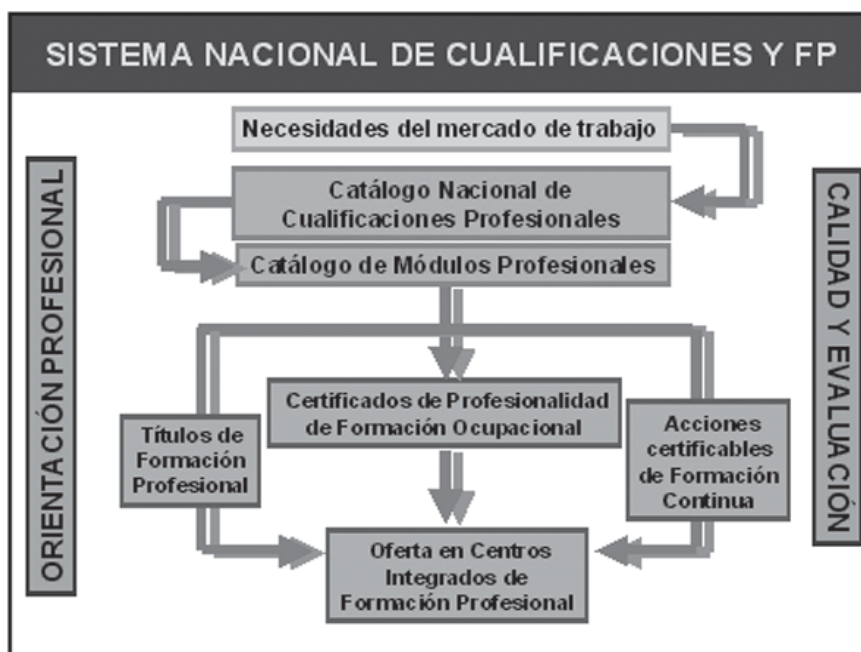 SISTEMA NACIONAL DE CUALIFICACIONES Y FP
Necesidades del mercado de trabajo
ORIENTACIÓN PROFESIONAL
Catálogo Nacional de
Cualificaciones Profesionales
CALIDAD Y EVALUACIÓN
Catálogo de Módulos Profesionales
Títulos de
Formación
Profesional
Certificados de Profesionalidad
de Formación Ocupacional
Acciones
certificables
de Formación
Continua
Oferta en Centros
Integrados de
Formación Profesional